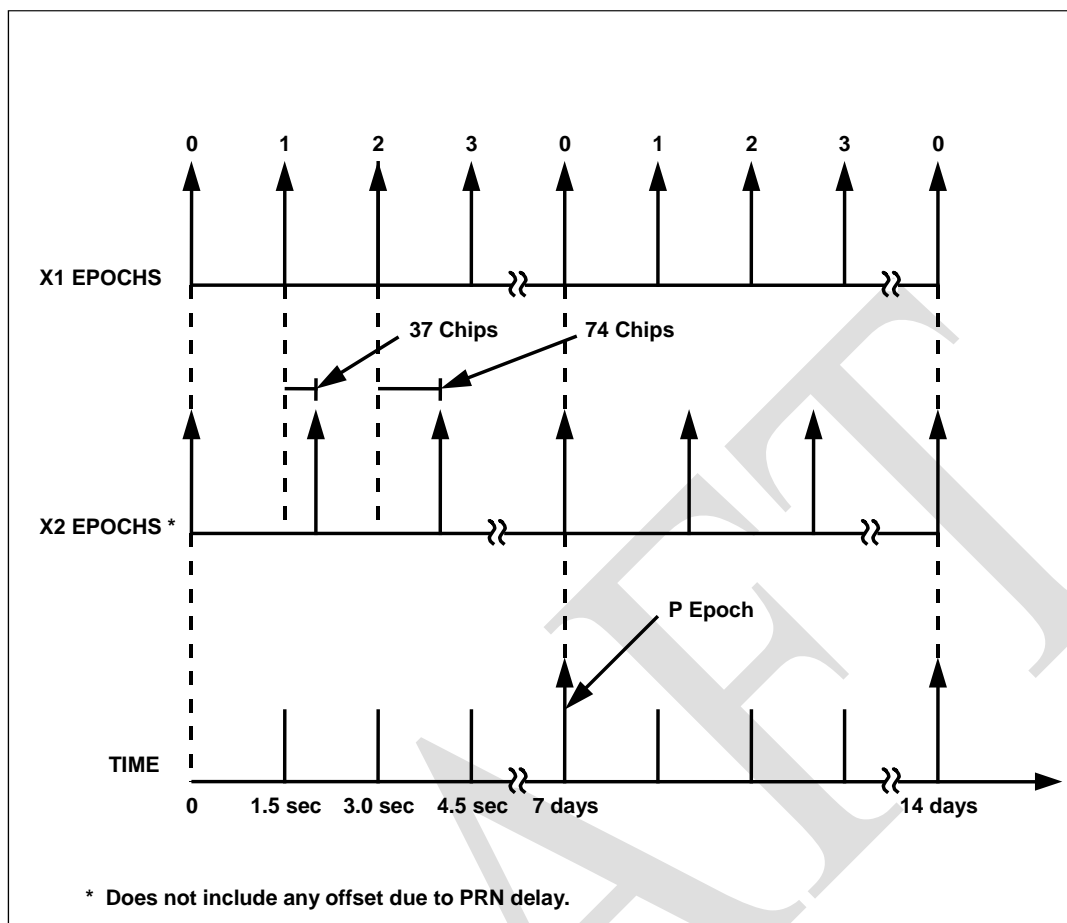 0 1 2 3 0 1 2 3 0
X1 EPOCHS
37 Chips 74 Chips
X2 EPOCHS *
P Epoch
TIME
0 1.5 sec 3.0 sec 4.5 sec 7 days 14 days
* Does not include any offset due to PRN delay.